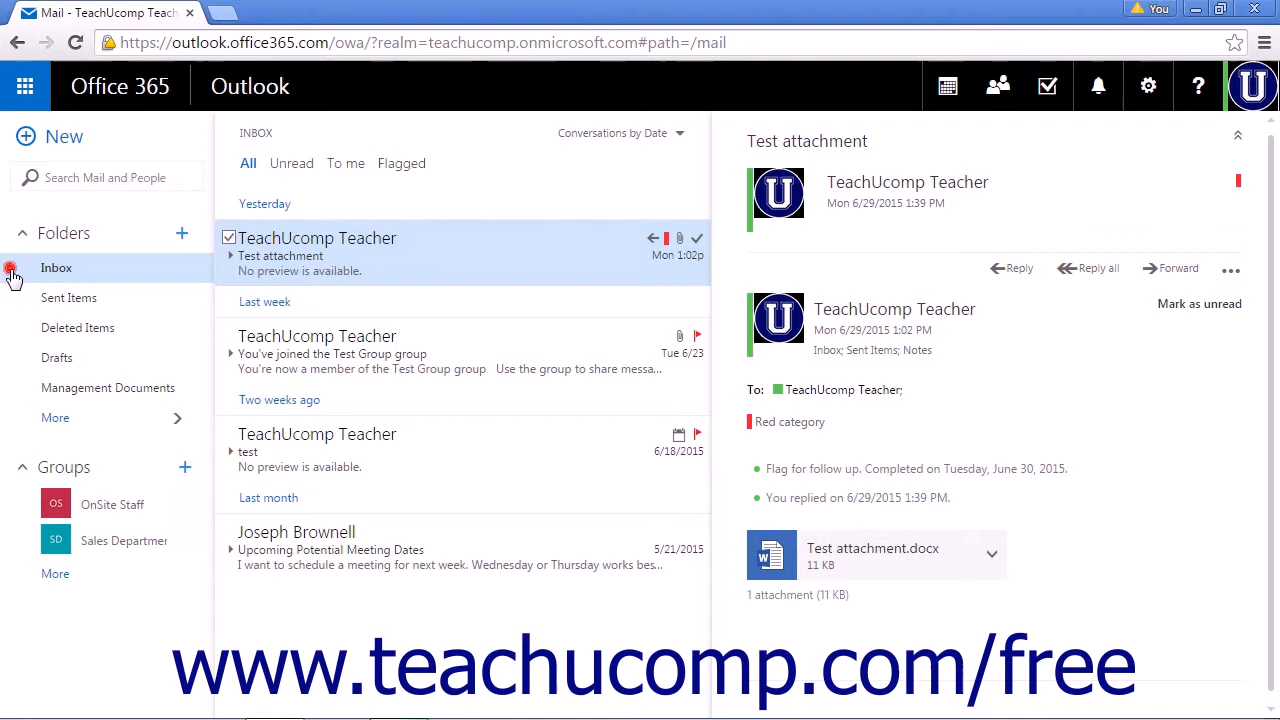 Mail - TeachUcomp Teach
You
https://outlook.office365.com/owa/?realm=teachucomp.onmicosoft.com#path=/mail
Office 365 Outlook
?
U
New
Search Mail and People
Folders
Inbox
Sent Items
Deleted Items
Drafts
Management Documents
More
Groups
OS OnSite Staff
SD Sales Departmer
More
INBOX Conversations by Date
All Unread To me Flagged
Yesterday
TeachUcomp Teacher
Test attachment Mon 1:02p
No preview is available.
Last week
TeachUcomp Teacher
You've joined the Test Group group Tue 6/23
You're now a member of the Test Group group Use the group to share messa...
Two weeks ago
TeachUcomp Teacher
test 6/18/2015
No preview is available.
Last month
Joseph Brownell
Upcoming Potential Meeting Dates 5/21/2015
I want to schedule a meeting for next week. Wednesday or Thursday works bes...
Test attachment
U
TeachUcomp Teacher
Mon 6/29/2015 1:39 PM
Reply Reply all Forward
U
TeachUcomp Teacher Mark as unread
Mon 6/29/2015 1:02 PM
Inbox; Sent Items; Notes
To: TeachUcomp Teacher;
Red category
Flag for follow up. Completed on Tuesday, June 30, 2015.
You replied on 6/29/2015 1:39 PM.
Test attachment.docx
11 KB
1 attachment (11 KB)
www.teachucomp.com/free